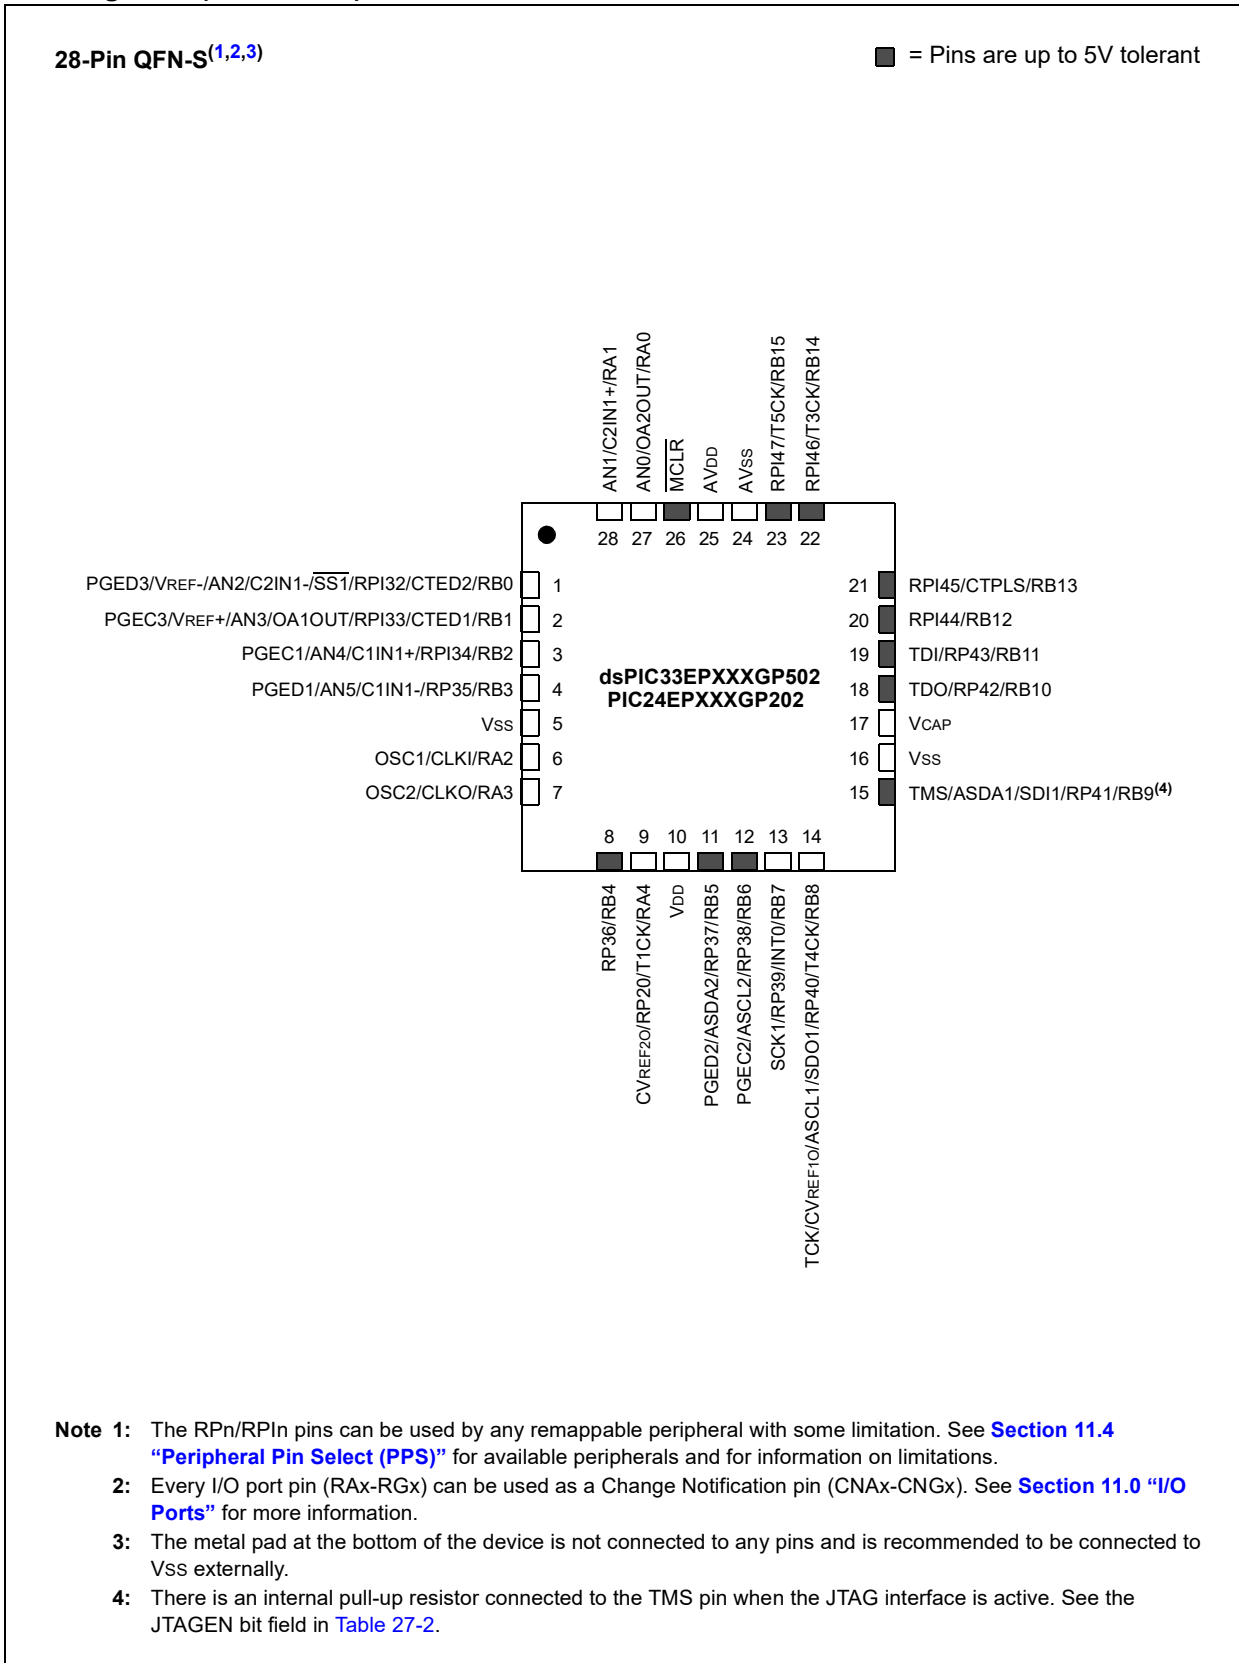 28-Pin QFN-S(1,2,3)
= Pins are up to 5V tolerant
AN1/C2IN1+/RA1
AN0/OA2OUT/RA0
MCLR
AVDD
AVSS
RPI47/T5CK/RB15
RPI46/T3CK/RB14
28 27 26 25 24 23 22
PGED3/VREF-/AN2/C2IN1-/SS1/RPI32/CTED2/RB0 1
PGEC3/VREF+/AN3/OA1OUT/RPI33/CTED1/RB1 2
PGEC1/AN4/C1IN1+/RPI34/RB2 3
PGED1/AN5/C1IN1-/RP35/RB3 4
VSS 5
OSC1/CLKI/RA2 6
OSC2/CLKO/RA3 7
dsPIC33EPXXXGP502
PIC24EPXXXGP202
21 RPI45/CTPLS/RB13
20 RPI44/RB12
19 TDI/RP43/RB11
18 TDO/RP42/RB10
17 VCAP
16 VSS
15 TMS/ASDA1/SDI1/RP41/RB9(4)
8 9 10 11 12 13 14
RP36/RB4
CVREF2O/RP20/T1CK/RA4
VDD
PGED2/ASDA2/RP37/RB5
PGEC2/ASCL2/RP38/RB6
SCK1/RP39/INT0/RB7
TCK/CVREF1O/ASCL1/SDO1/RP40/T4CK/RB8
Note 1: The RPn/RPIn pins can be used by any remappable peripheral with some limitation. See Section 11.4
“Peripheral Pin Select (PPS)” for available peripherals and for information on limitations.
2: Every I/O port pin (RAx-RGx) can be used as a Change Notification pin (CNAx-CNGx). See Section 11.0 “I/O
Ports” for more information.
3: The metal pad at the bottom of the device is not connected to any pins and is recommended to be connected to
VSS externally.
4: There is an internal pull-up resistor connected to the TMS pin when the JTAG interface is active. See the
JTAGEN bit field in Table 27-2.